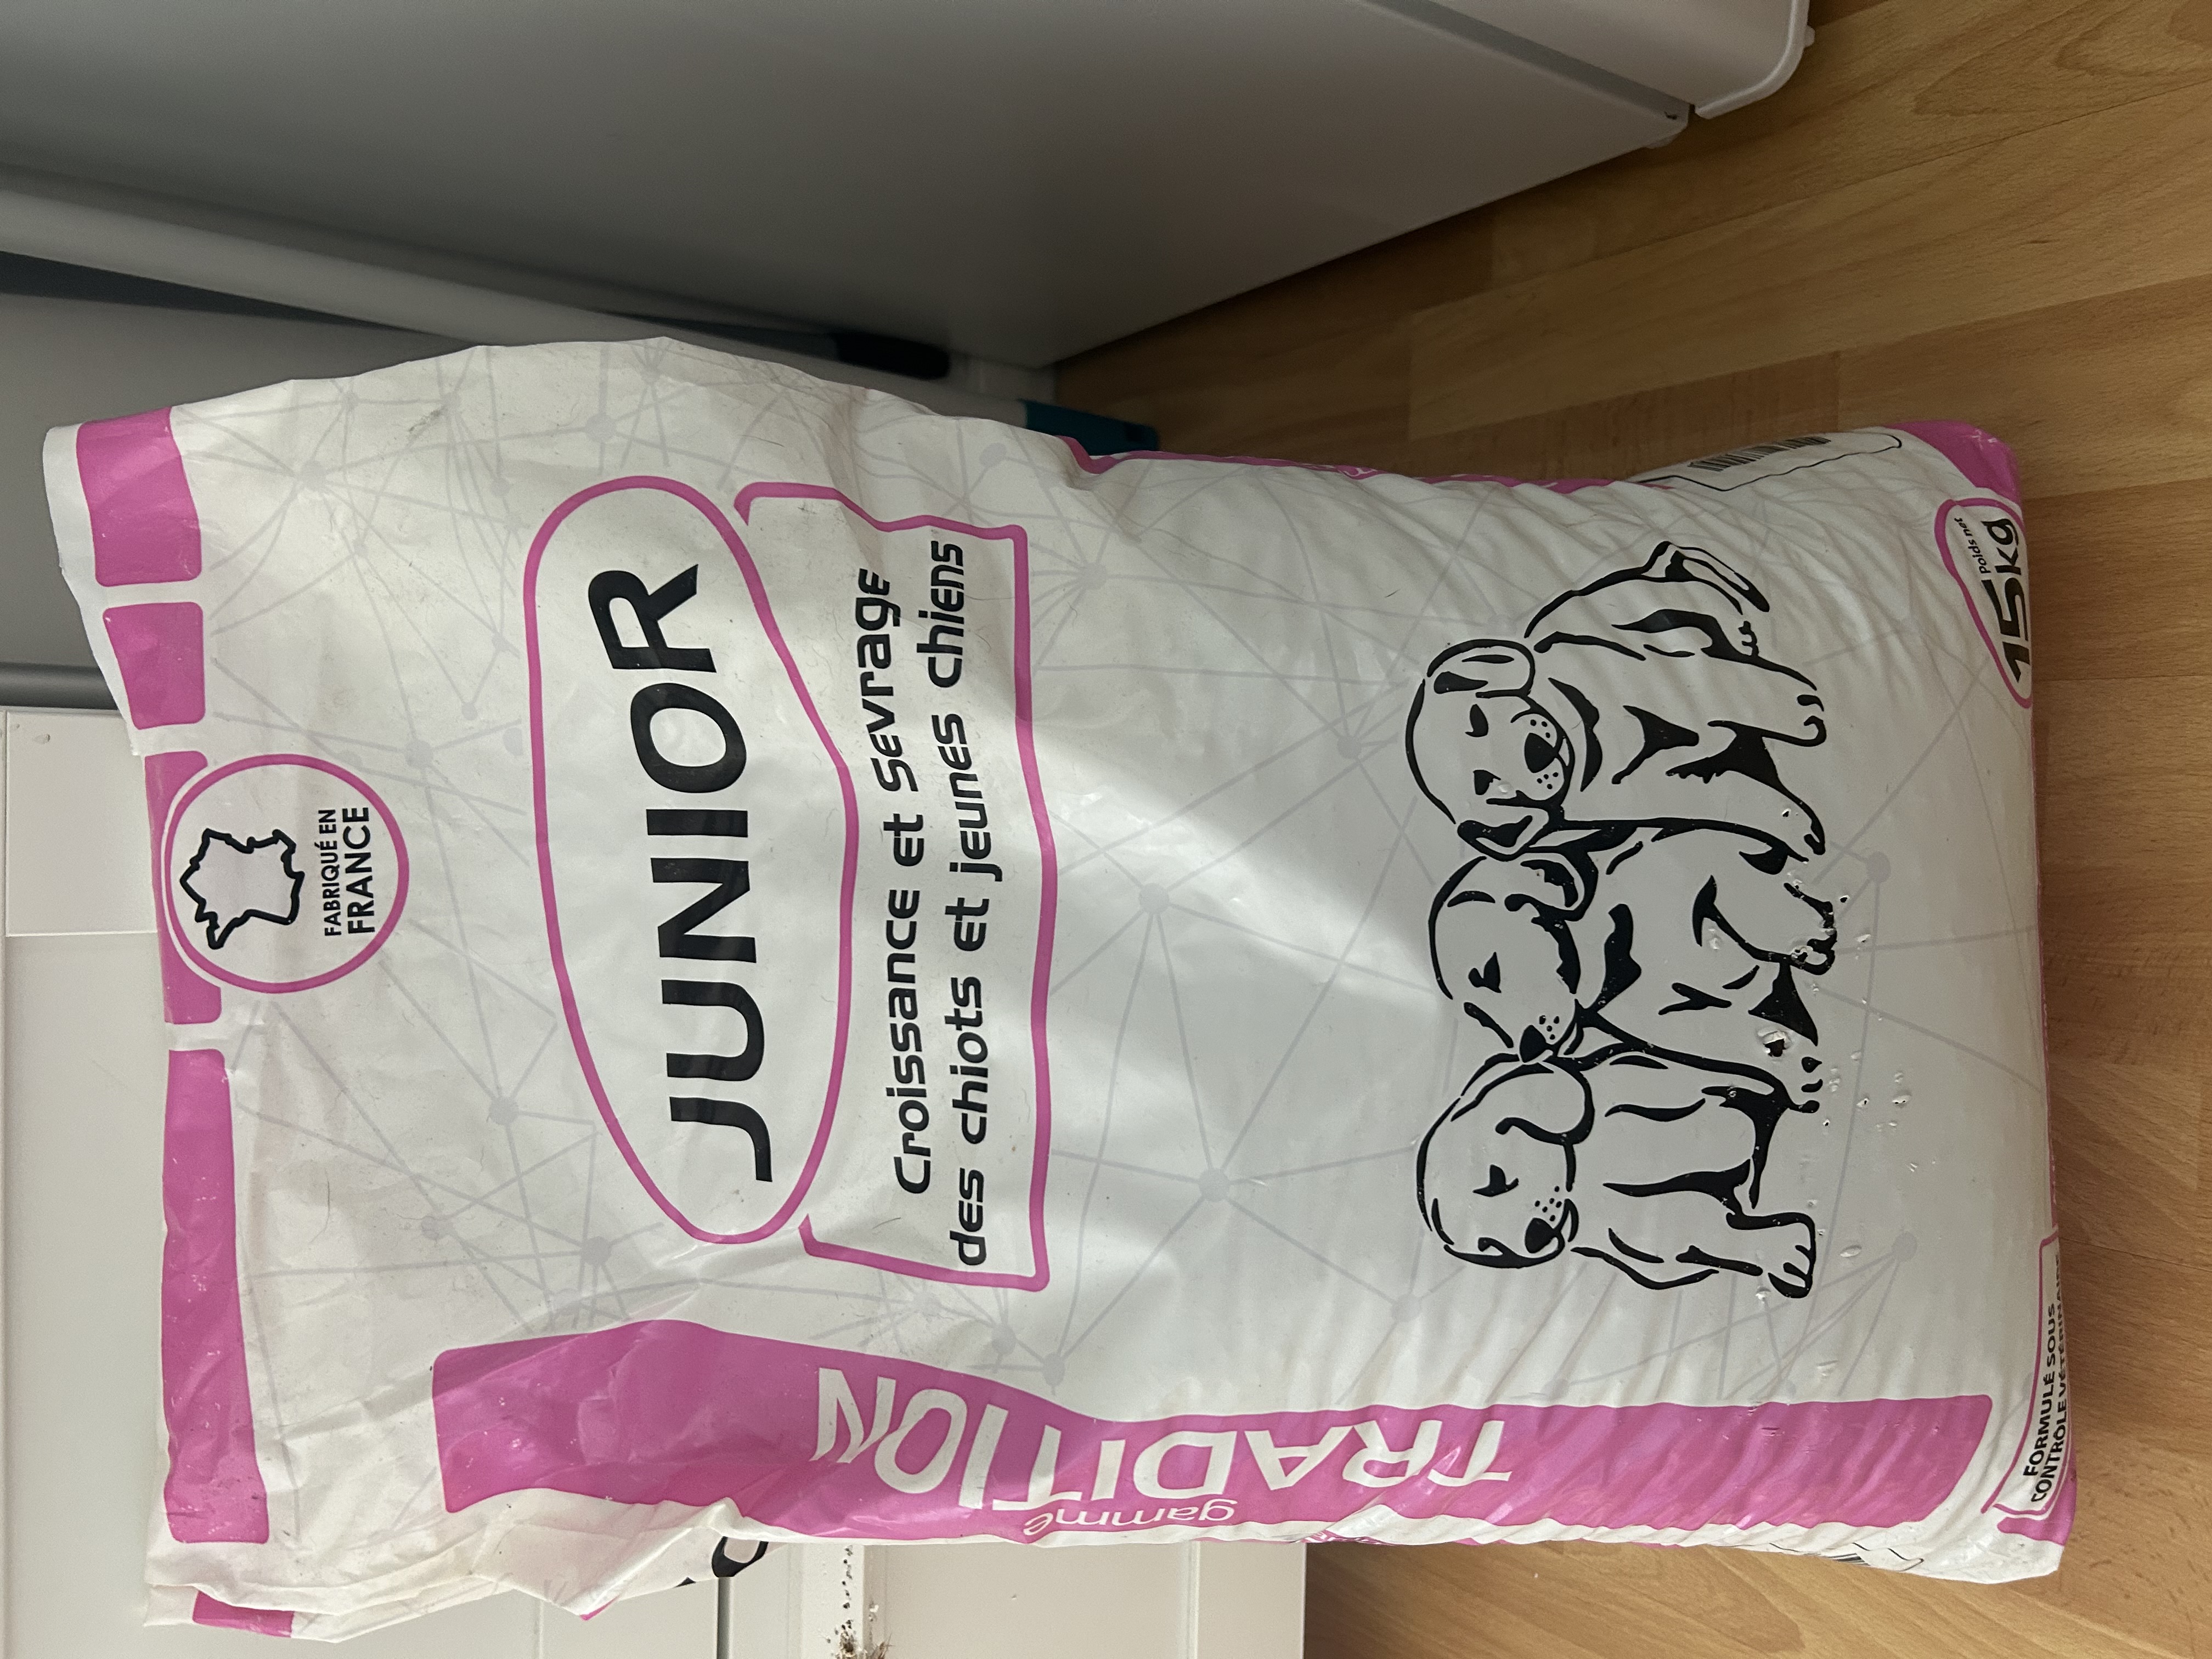 FABRIQUÉ EN
FRANCE
JUNIOR
Croissance et Sevrage
des chiots et jeunes chiens
gamme
TRADITION
FORMULÉ SOUS
CONTRÔLE VÉTÉRINAIRE
Poids net
15kg